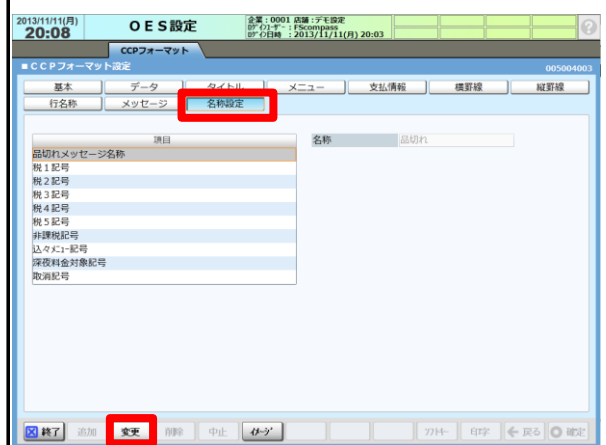 2013/11/11(月)
20:08
OES設定
企業：0001 店舗：デモ設定
ﾛｸﾞｲﾝﾕｰｻﾞｰ：FScompass
ﾛｸﾞｲﾝ日時 ：2013/11/11(月) 20:03
CCPフォーマット
■CCPフォーマット設定
005004003
基本 データ タイトル メニュー 支払情報 横罫線 縦罫線
行名称 メッセージ 名称設定
項目
名称 品切れ
品切れメッセージ名称
税1記号
税2記号
税3記号
税4記号
税5記号
非課税記号
込々ﾒﾆｭｰ記号
深夜料金対象記号
取消記号
終了 追加 変更 削除 中止 ｲﾒｰｼﾞ 印字 戻る 確定